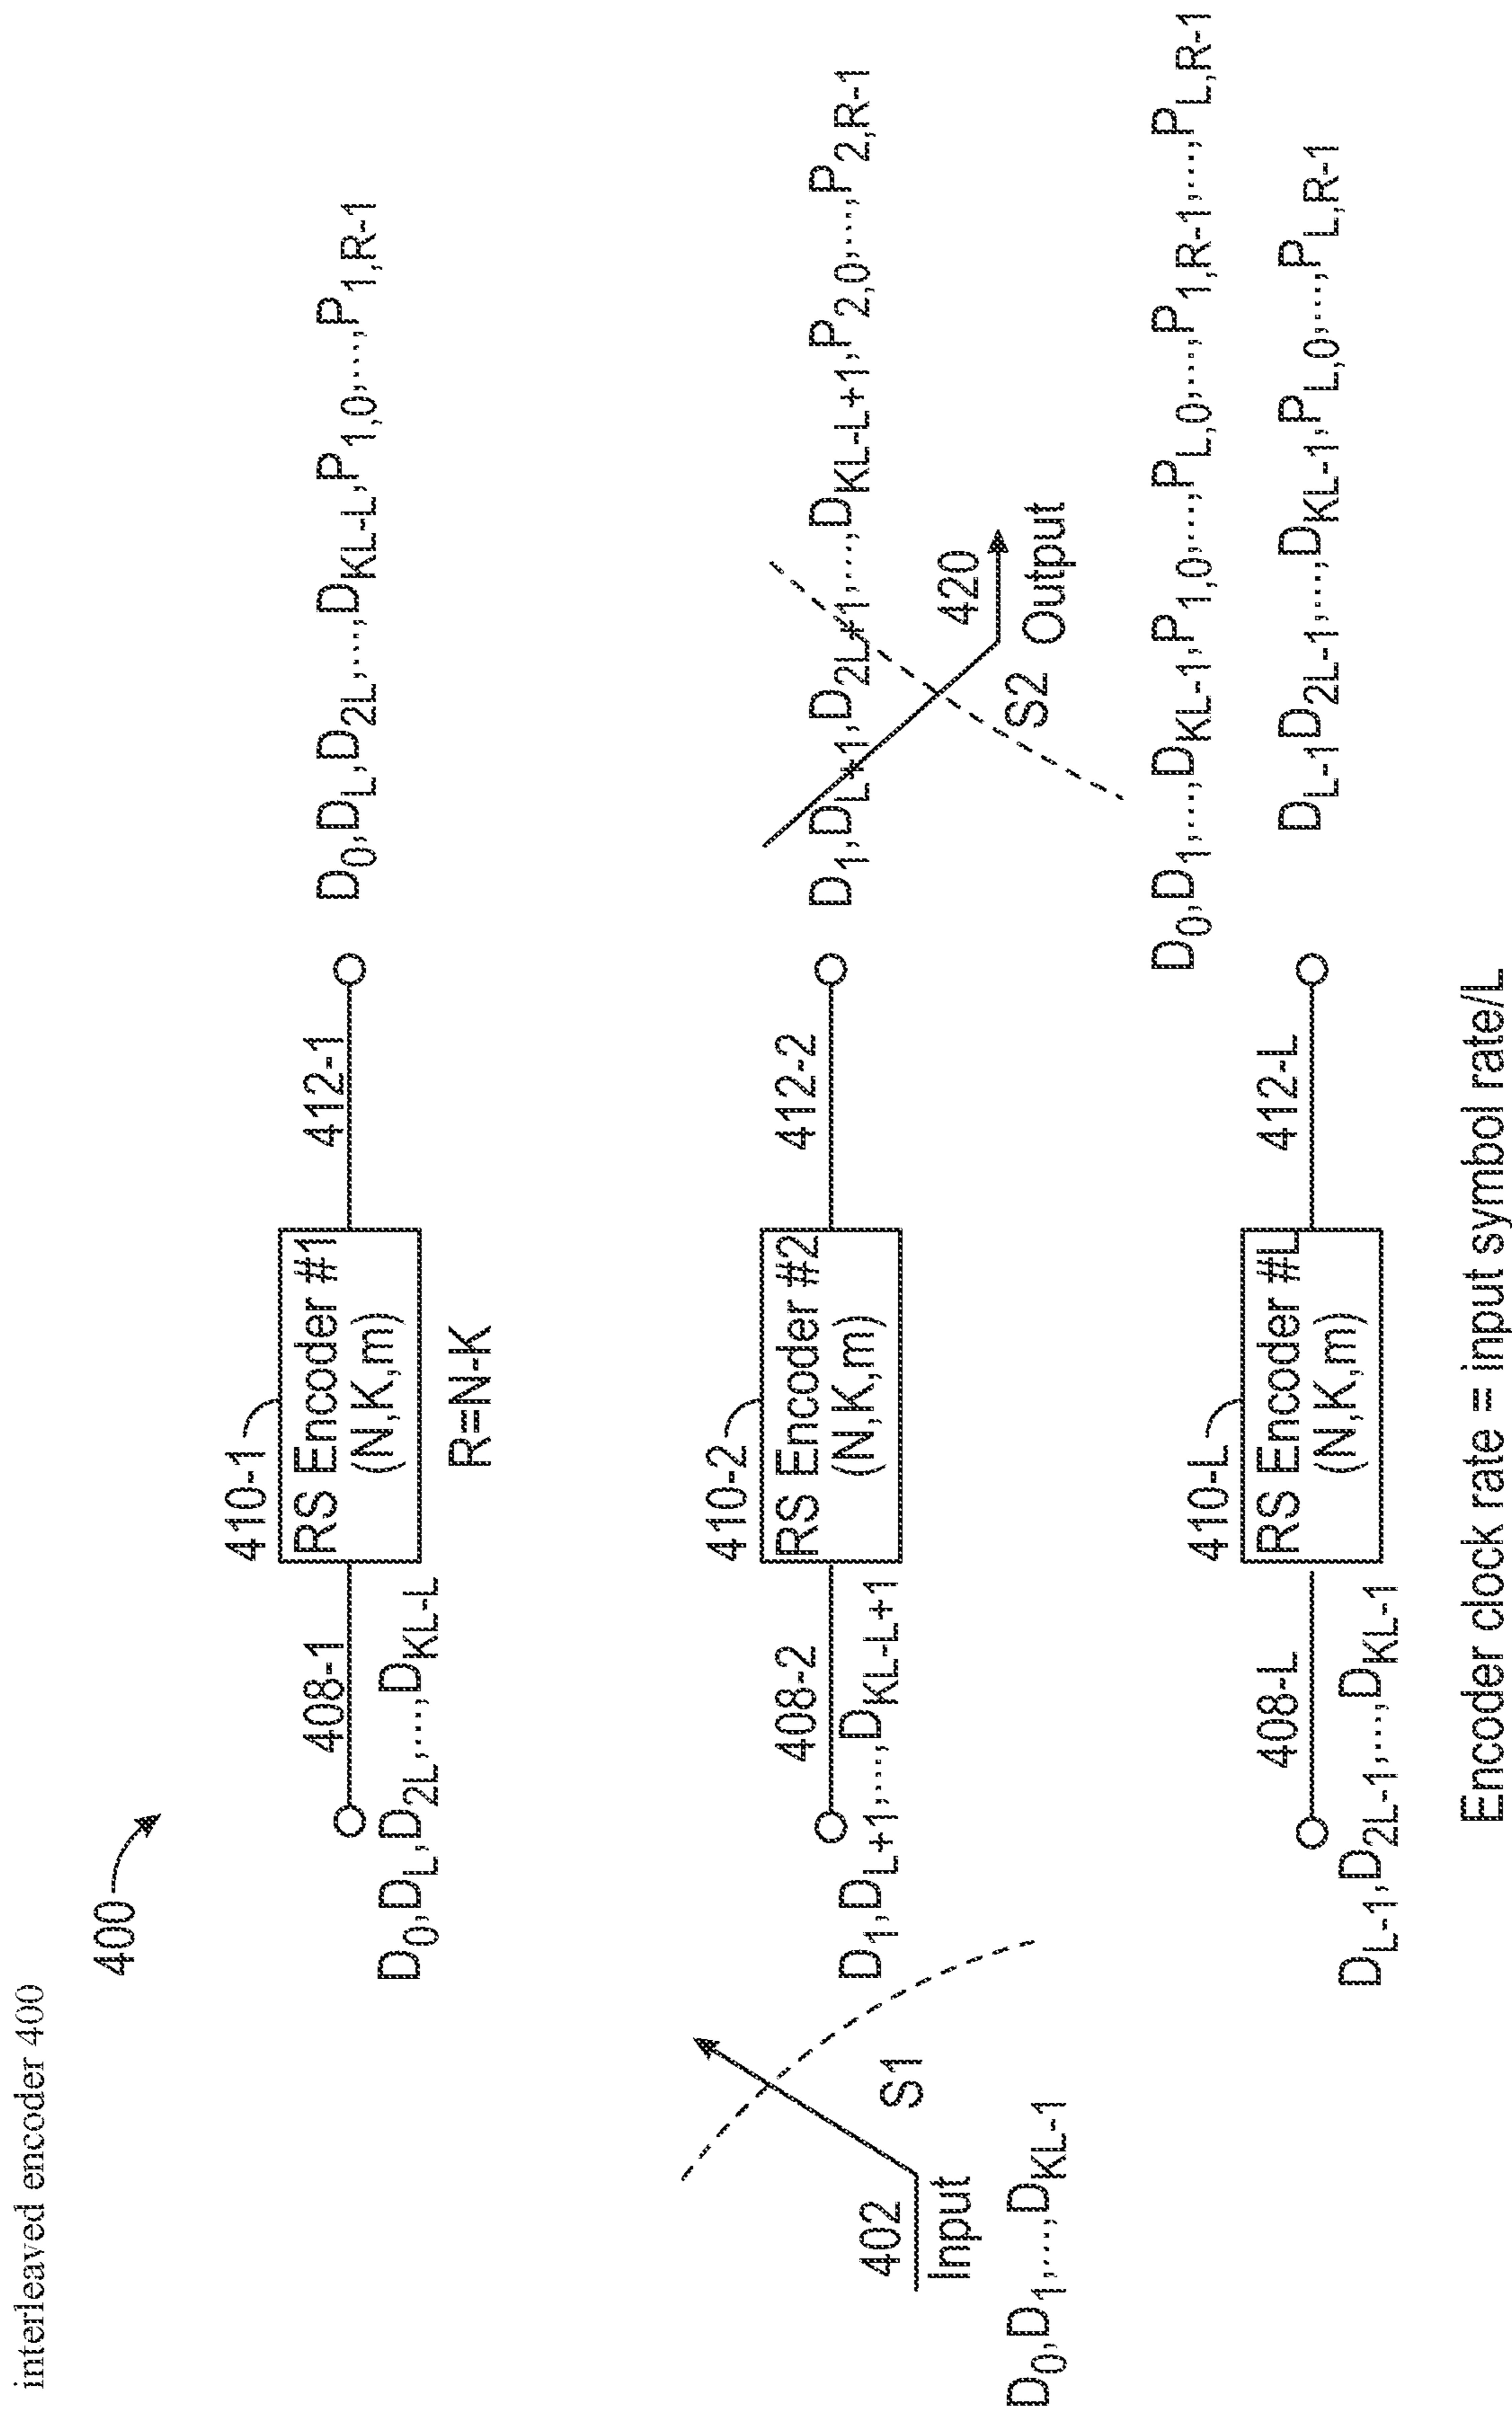 interleaved encoder 400
400
408-1
410-1
RS Encoder #1
(N,K,m)
412-1
D0,DL,D2L,...,DKL-L
R=N-K
D0,DL,D2L,...,DKL-L,P1,0,...,P1,R-1
402
Input
S1
D0,D1,...,DKL-1
408-2
410-2
RS Encoder #2
(N,K,m)
412-2
D1,DL+1,...,DKL-L+1
D1,DL+1,D2L+1,...,DKL-L+1,P2,0,...,P2,R-1
420
S2 Output
D0,D1,...,DKL-1,P1,0,...,PL,0,...,P1,R-1,...,PL,R-1
408-L
410-L
RS Encoder #L
(N,K,m)
412-L
DL-1,D2L-1,...,DKL-1
DL-1D2L-1,...,DKL-1,PL,0,...,PL,R-1
Encoder clock rate = input symbol rate/L